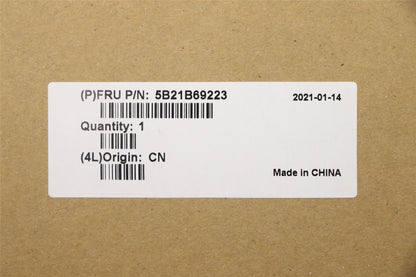 (P)FRU P/N: 5B21B69223 2021-01-14
Quantity: 1
(4L)Origin: CN
Made in CHINA